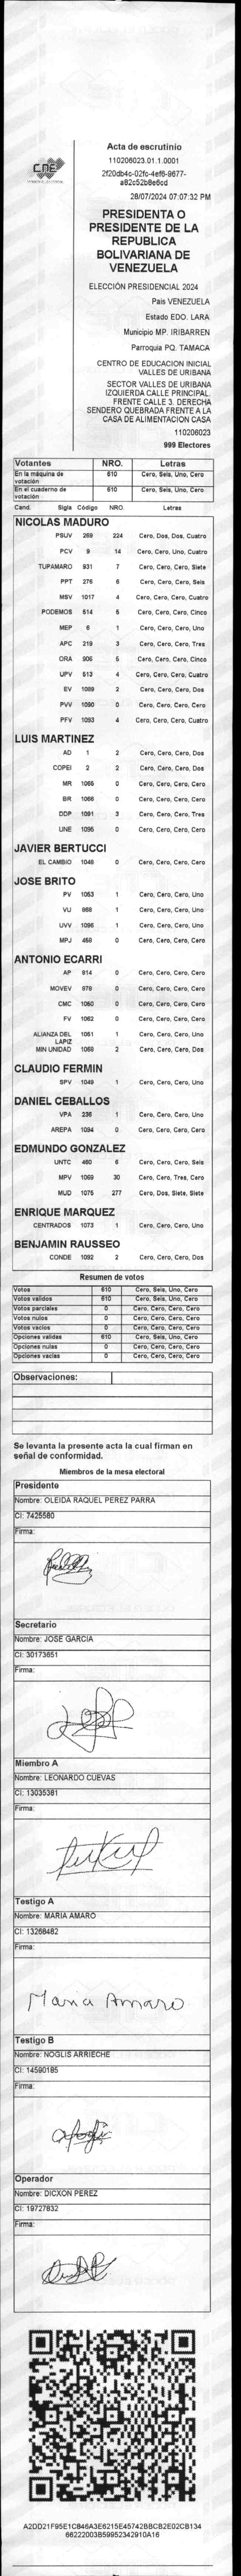 CNE
Acta de escrutinio
110206023.01.1.0001
2f20db4c-02fc-4ef6-9677-
a82c52b8e6cd
28/07/2024 07:07:32 PM
PRESIDENTA O
PRESIDENTE DE LA
REPUBLICA
BOLIVARIANA DE
VENEZUELA
ELECCIÓN PRESIDENCIAL 2024
Pais VENEZUELA
Estado EDO. LARA
Municipio MP. IRIBARREN
Parroquia PQ. TAMACA
CENTRO DE EDUCACION INICIAL
VALLES DE URIBANA
SECTOR VALLES DE URIBANA
IZQUIERDA CALLE PRINCIPAL.
FRENTE CALLE 3. DERECHA
SENDERO QUEBRADA FRENTE A LA
CASA DE ALIMENTACION CASA
110206023
999 Electores
Votantes NRO. Letras
En la máquina de votación 610 Cero, Seis, Uno, Cero
En el cuaderno de votación 610 Cero, Seis, Uno, Cero
Cand. Sigla Código NRO. Letras
NICOLAS MADURO
PSUV 269 224 Cero, Dos, Dos, Cuatro
PCV 9 14 Cero, Cero, Uno, Cuatro
TUPAMARO 931 7 Cero, Cero, Cero, Siete
PPT 276 6 Cero, Cero, Cero, Seis
MSV 1017 4 Cero, Cero, Cero, Cuatro
PODEMOS 514 5 Cero, Cero, Cero, Cinco
MEP 6 1 Cero, Cero, Cero, Uno
APC 219 3 Cero, Cero, Cero, Tres
ORA 906 5 Cero, Cero, Cero, Cinco
UPV 513 4 Cero, Cero, Cero, Cuatro
EV 1089 2 Cero, Cero, Cero, Dos
PVV 1090 0 Cero, Cero, Cero, Cero
PFV 1093 4 Cero, Cero, Cero, Cuatro
LUIS MARTINEZ
AD 1 2 Cero, Cero, Cero, Dos
COPEI 2 2 Cero, Cero, Cero, Dos
MR 1065 0 Cero, Cero, Cero, Cero
BR 1066 0 Cero, Cero, Cero, Cero
DDP 1091 3 Cero, Cero, Cero, Tres
UNE 1095 0 Cero, Cero, Cero, Cero
JAVIER BERTUCCI
EL CAMBIO 1048 0 Cero, Cero, Cero, Cero
JOSE BRITO
PV 1053 1 Cero, Cero, Cero, Uno
VU 868 1 Cero, Cero, Cero, Uno
UVV 1096 1 Cero, Cero, Cero, Uno
MPJ 459 0 Cero, Cero, Cero, Cero
ANTONIO ECARRI
AP 814 0 Cero, Cero, Cero, Cero
MOVEV 978 0 Cero, Cero, Cero, Cero
CMC 1050 0 Cero, Cero, Cero, Cero
FV 1062 0 Cero, Cero, Cero, Cero
ALIANZA DEL LAPIZ 1051 1 Cero, Cero, Cero, Uno
MIN UNIDAD 1068 2 Cero, Cero, Cero, Dos
CLAUDIO FERMIN
SPV 1049 1 Cero, Cero, Cero, Uno
DANIEL CEBALLOS
VPA 236 1 Cero, Cero, Cero, Uno
AREPA 1094 0 Cero, Cero, Cero, Cero
EDMUNDO GONZALEZ
UNTC 460 6 Cero, Cero, Cero, Seis
MPV 1069 30 Cero, Cero, Tres, Cero
MUD 1075 277 Cero, Dos, Siete, Siete
ENRIQUE MARQUEZ
CENTRADOS 1073 1 Cero, Cero, Cero, Uno
BENJAMIN RAUSSEO
CONDE 1092 2 Cero, Cero, Cero, Dos
Resumen de votos
Votos 610 Cero, Seis, Uno, Cero
Votos validos 610 Cero, Seis, Uno, Cero
Votos parciales 0 Cero, Cero, Cero, Cero
Votos nulos 0 Cero, Cero, Cero, Cero
Votos vacios 0 Cero, Cero, Cero, Cero
Opciones validas 610 Cero, Seis, Uno, Cero
Opciones nulas 0 Cero, Cero, Cero, Cero
Opciones vacias 0 Cero, Cero, Cero, Cero
Observaciones:
Se levanta la presente acta la cual firman en
señal de conformidad.
Miembros de la mesa electoral
Presidente
Nombre: OLEIDA RAQUEL PEREZ PARRA
CI: 7425580
Firma:
Secretario
Nombre: JOSE GARCIA
CI: 30173651
Firma:
Miembro A
Nombre: LEONARDO CUEVAS
CI: 13035381
Firma:
Testigo A
Nombre: MARIA AMARO
CI: 13268482
Firma:
Maria Amaro
Testigo B
Nombre: NOGLIS ARRIECHE
CI: 14590185
Firma:
Operador
Nombre: DICXON PEREZ
CI: 19727832
Firma:
A2DD21F95E1C846A3E6215E45742BBCB2E02CB134
66222003B59952342910A16